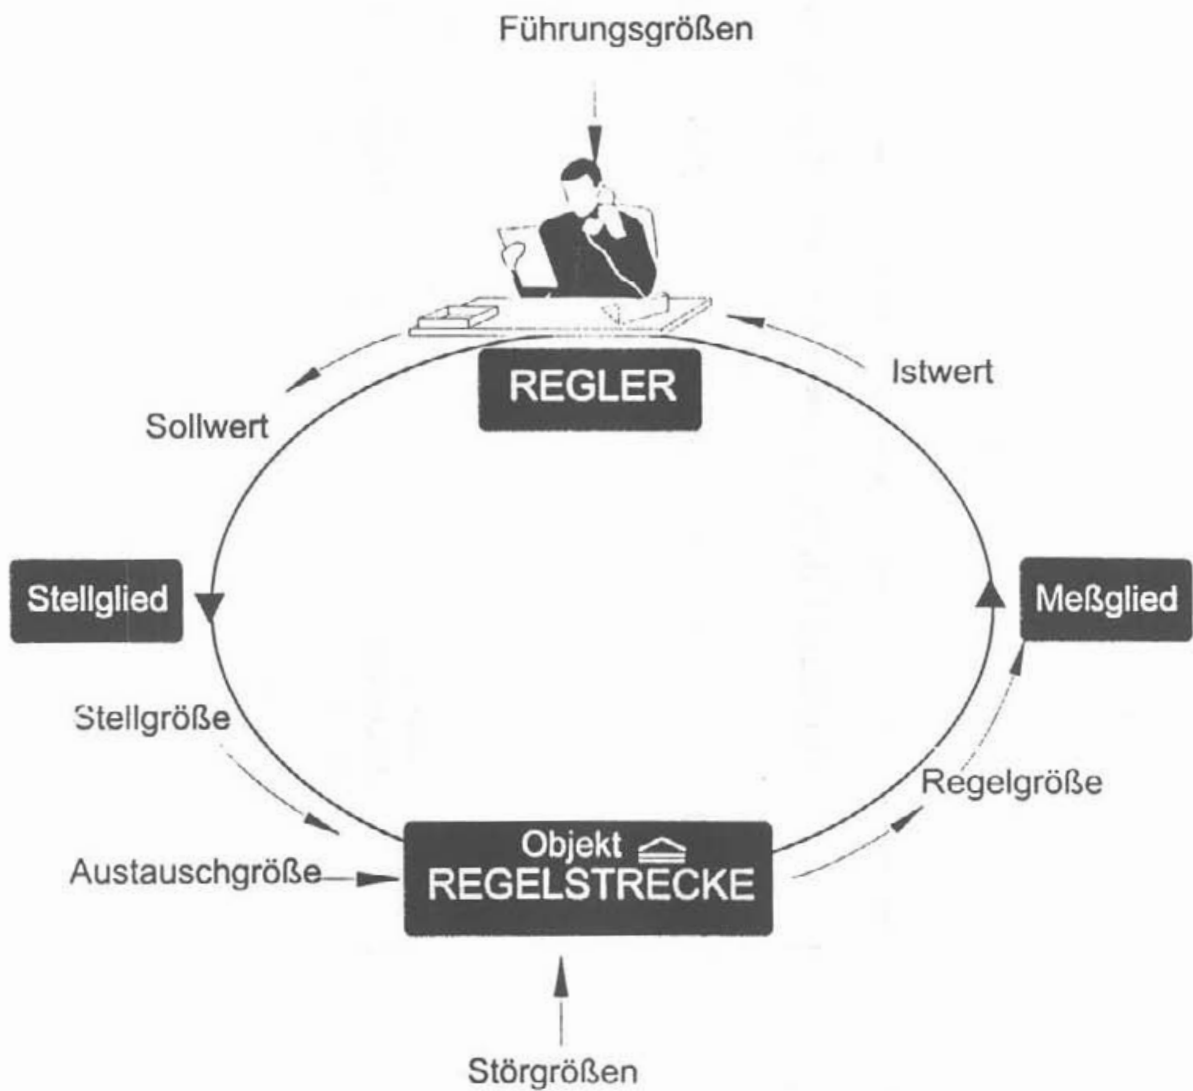 Führungsgrößen
REGLER
Istwert
Sollwert
Stellglied
Meßglied
Stellgröße
Regelgröße
Objekt
REGELSTRECKE
Austauschgröße
Störgrößen